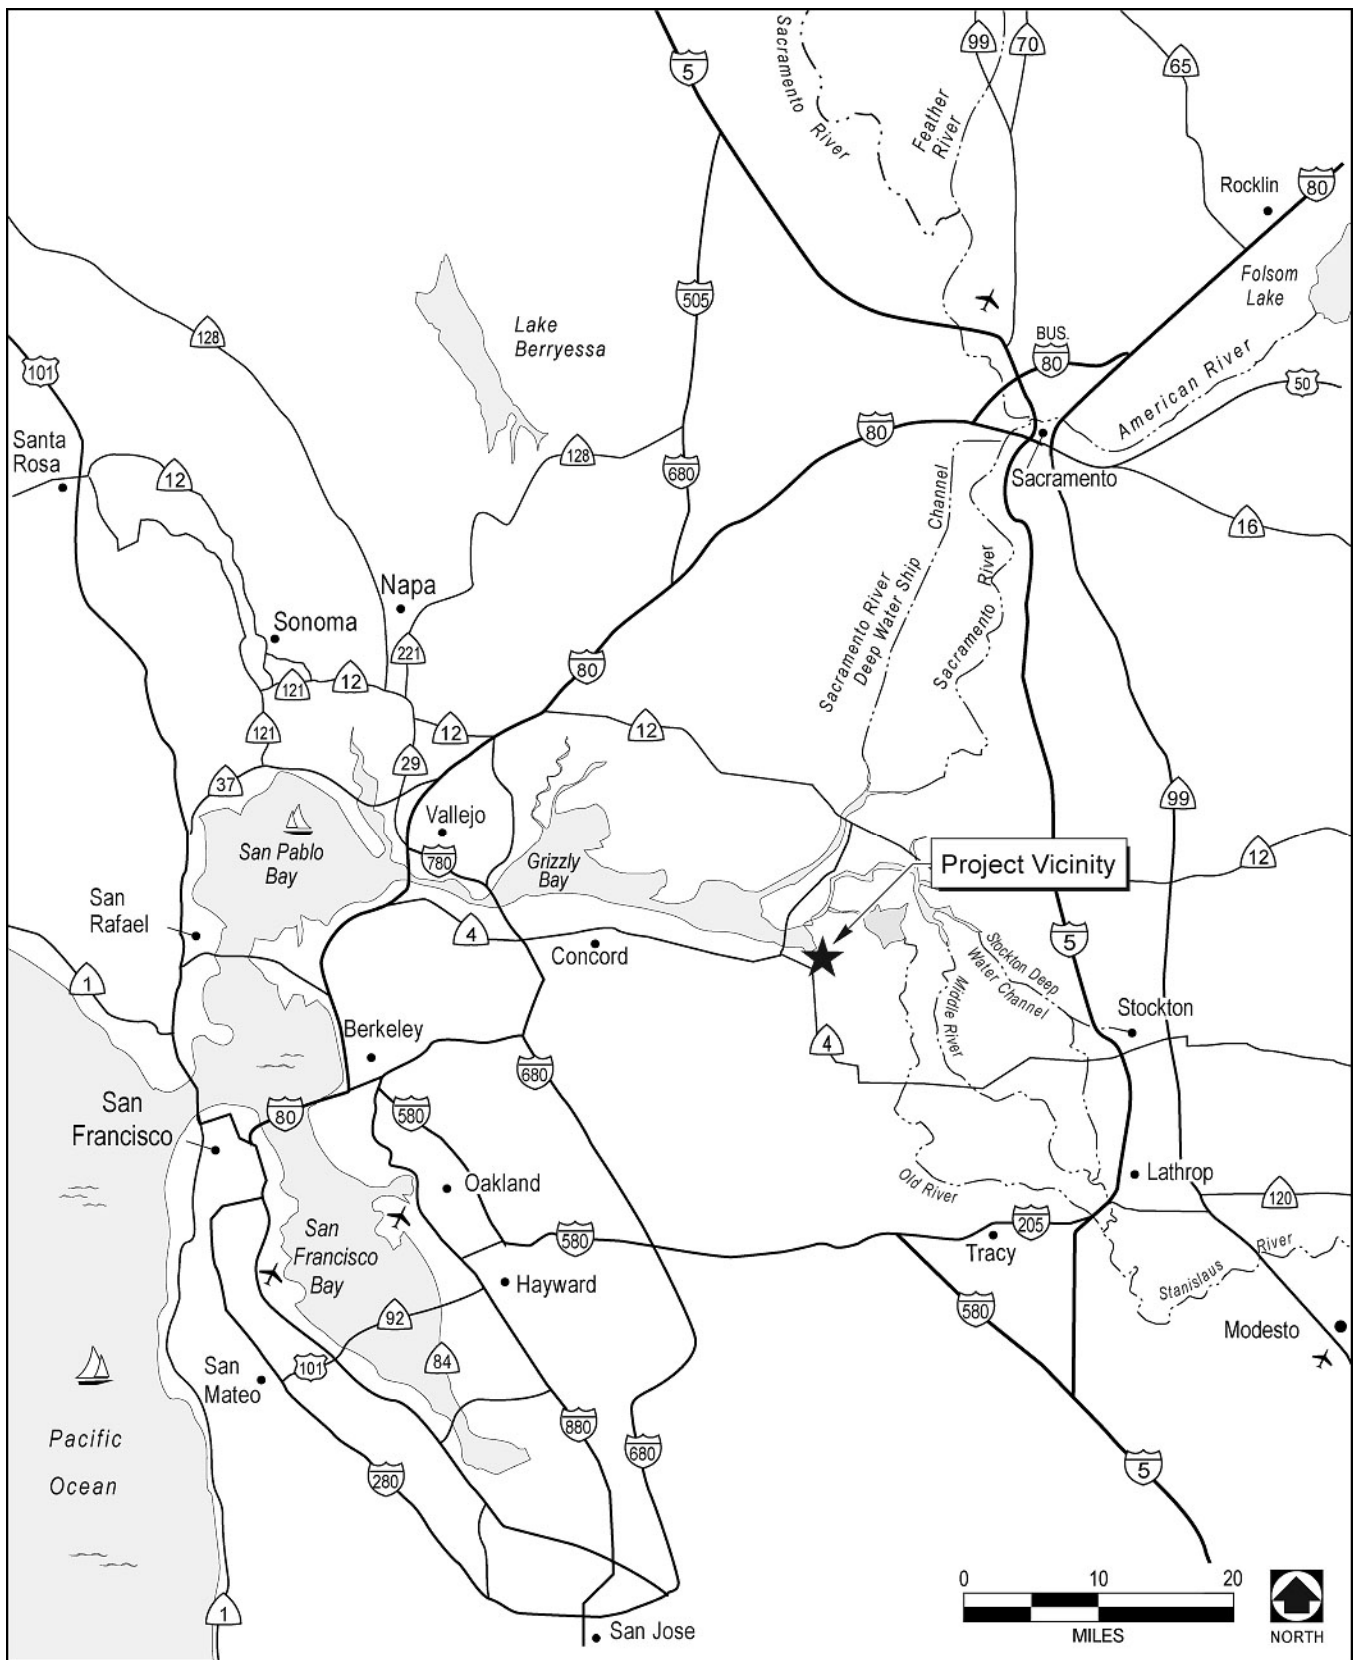 5
Sacramento
River
Feather
River
99
70
65
Rocklin
80
Folsom
Lake
128
505
Lake
Berryessa
BUS.
80
101
American River
50
Santa
Rosa
12
128
680
80
Sacramento
16
Channel
Sacramento River
Deep Water Ship
Sacramento River
Napa
Sonoma
221
80
121
12
121
12
29
12
37
99
Vallejo
San Pablo
Bay
780
Grizzly
Bay
Project Vicinity
12
San
Rafael
4
Concord
5
Stockton Deep
Water Channel
Middle River
1
Stockton
Berkeley
4
680
San
Francisco
80
580
Oakland
Lathrop
Old River
120
San
Francisco
Bay
580
205
Tracy
Hayward
Stanislaus
River
92
580
Modesto
84
101
San
Mateo
Pacific
Ocean
880
680
280
5
1
San Jose
0
10
20
MILES
NORTH